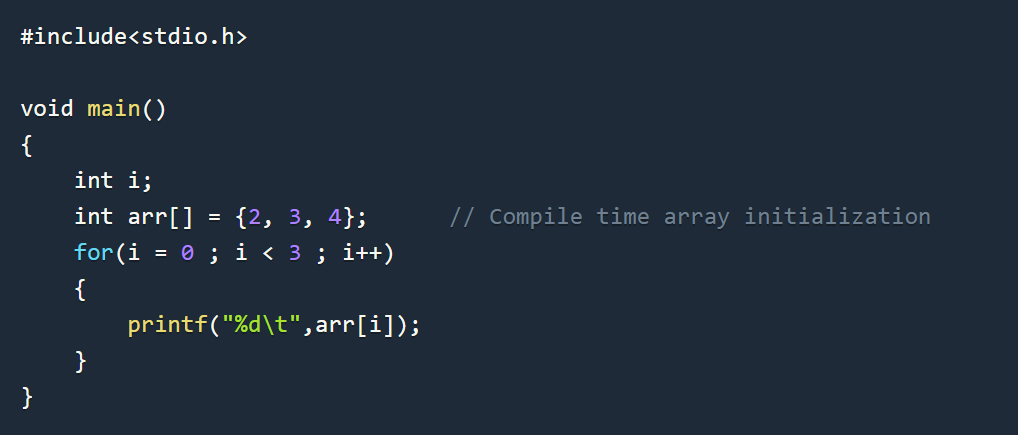 #include<stdio.h>
void main()
{
int i;
int arr[] = {2, 3, 4};      // Compile time array initialization
for(i = 0 ; i < 3 ; i++)
{
printf("%d\t",arr[i]);
}
}